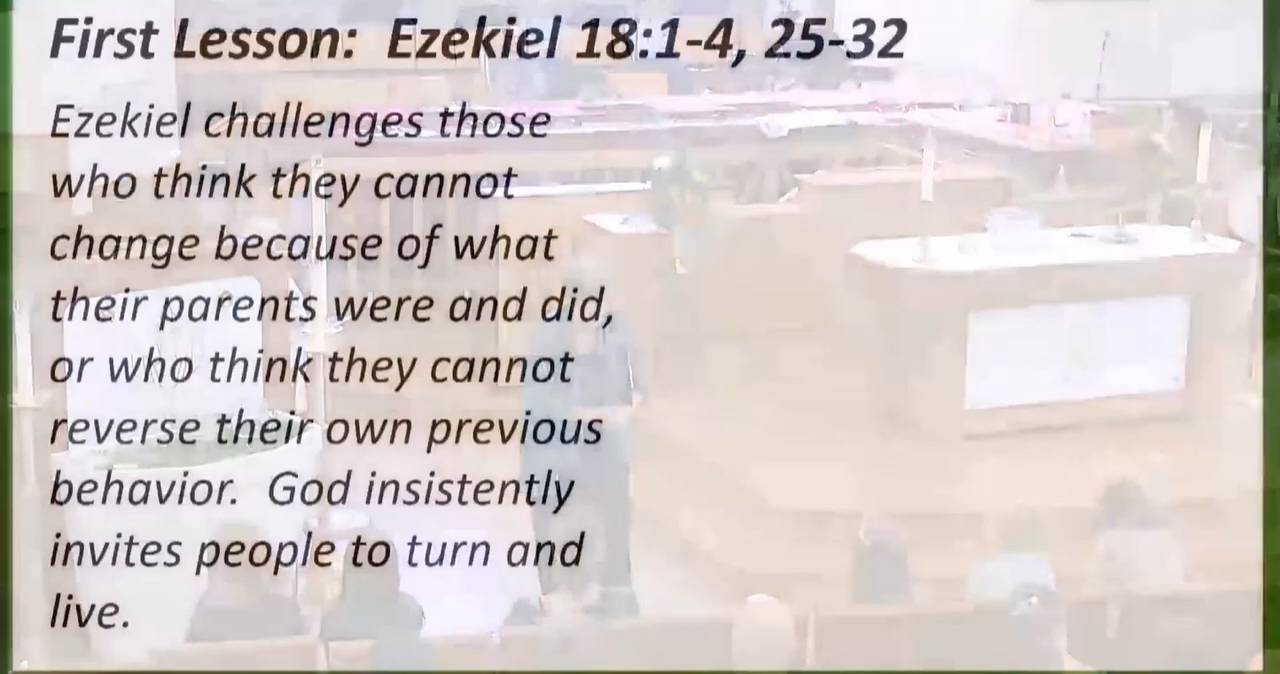 First Lesson: Ezekiel 18:1-4, 25-32
Ezekiel challenges those
who think they cannot
change because of what
their parents were and did,
or who think they cannot
reverse their own previous
behavior. God insistently
invites people to turn and
live.